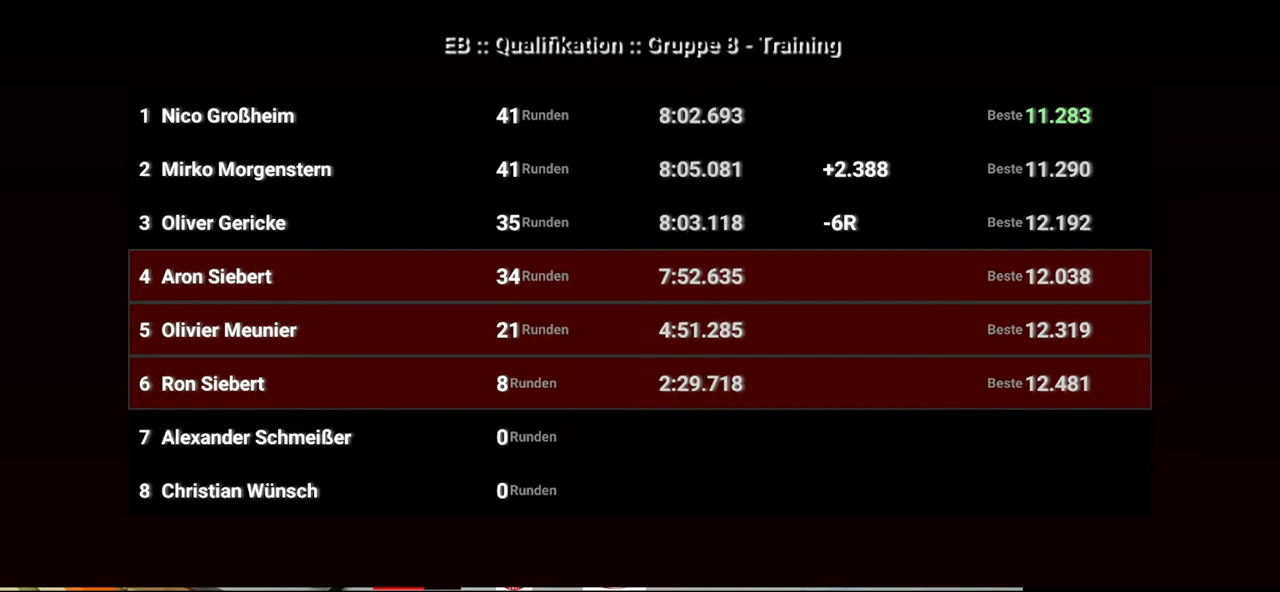 EB :: Qualifikation :: Gruppe 8 - Training
1 Nico Großheim 41 Runden 8:02.693 Beste 11.283
2 Mirko Morgenstern 41 Runden 8:05.081 +2.388 Beste 11.290
3 Oliver Gericke 35 Runden 8:03.118 -6R Beste 12.192
4 Aron Siebert 34 Runden 7:52.635 Beste 12.038
5 Olivier Meunier 21 Runden 4:51.285 Beste 12.319
6 Ron Siebert 8 Runden 2:29.718 Beste 12.481
7 Alexander Schmeißer 0 Runden
8 Christian Wünsch 0 Runden